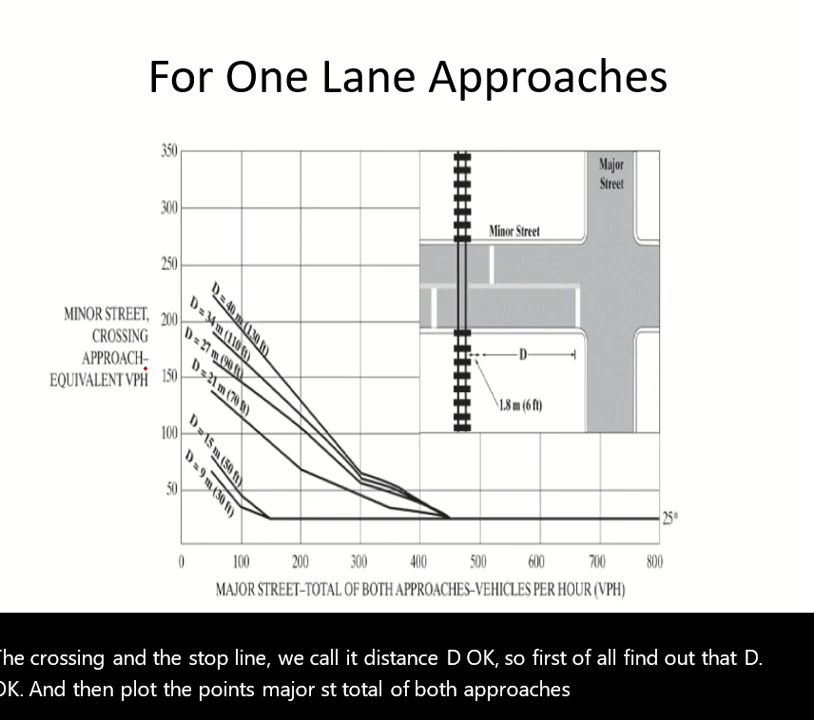 For One Lane Approaches
350
300
250
200
150
100
50
MINOR STREET,
CROSSING
APPROACH–
EQUIVALENT VPH
D = 40 m (130 ft)
D = 34 m (110 ft)
D = 27 m (90 ft)
D = 21 m (70 ft)
D = 15 m (50 ft)
D = 9 m (30 ft)
Major
Street
Minor Street
D
1.8 m (6 ft)
25*
0 100 200 300 400 500 600 700 800
MAJOR STREET–TOTAL OF BOTH APPROACHES–VEHICLES PER HOUR (VPH)
The crossing and the stop line, we call it distance D OK, so first of all find out that D.
OK. And then plot the points major st total of both approaches